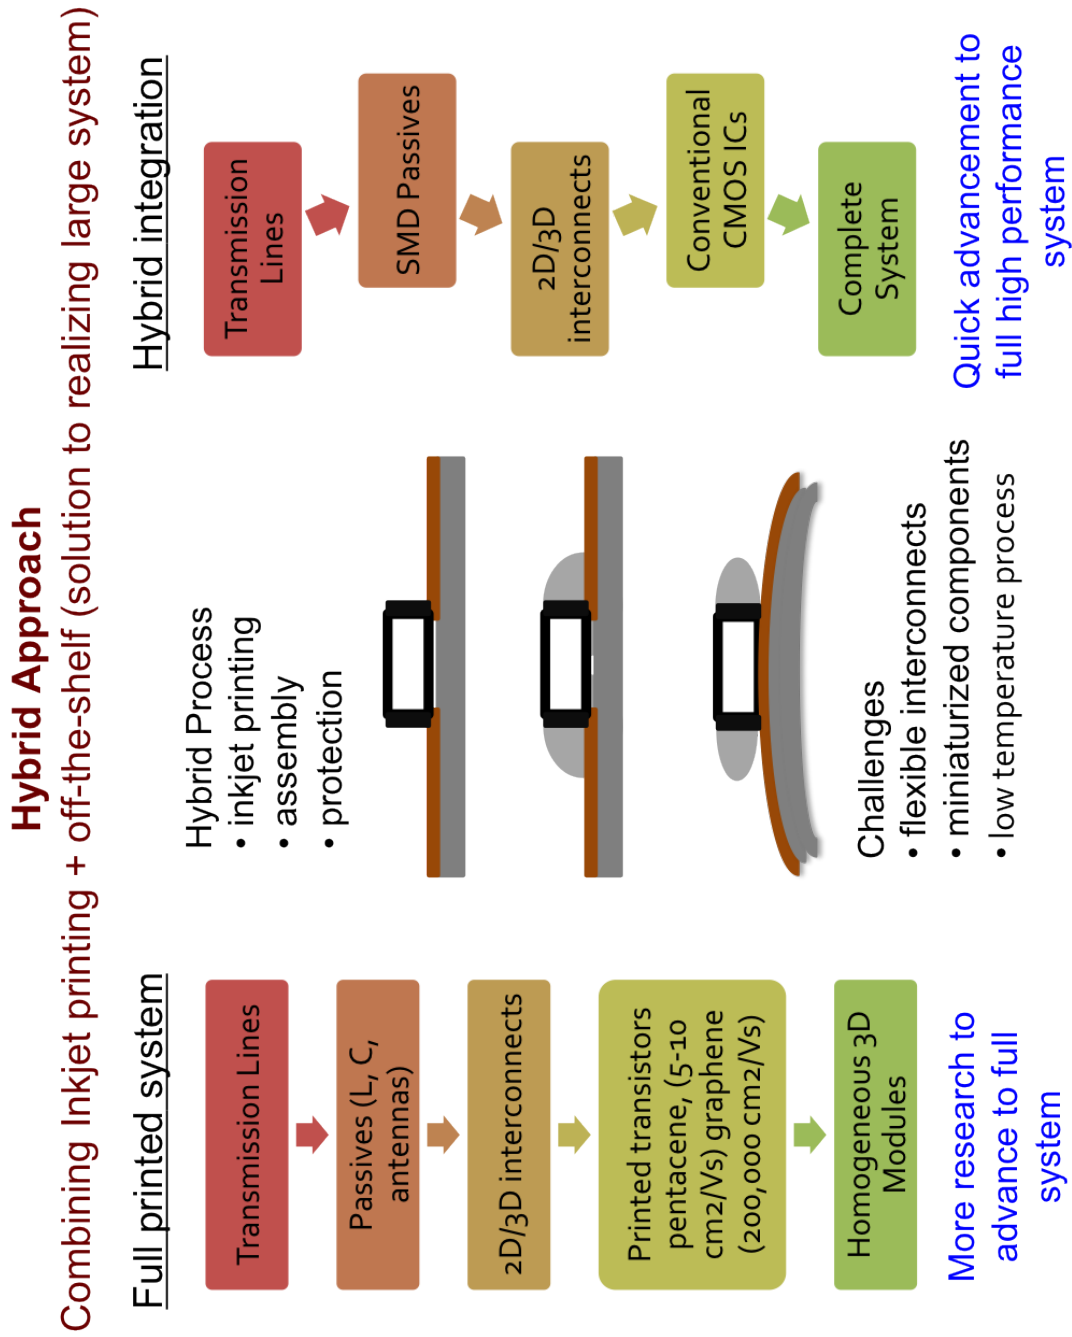 Hybrid Approach
Combining Inkjet printing + off-the-shelf (solution to realizing large system)
Full printed system
Transmission Lines
Passives (L, C,
antennas)
2D/3D interconnects
Printed transistors
pentacene, (5-10
cm2/Vs) graphene
(200,000 cm2/Vs)
Homogeneous 3D
Modules
More research to
advance to full
system
Hybrid Process
• inkjet printing
• assembly
• protection
Challenges
• flexible interconnects
• miniaturized components
• low temperature process
Hybrid integration
Transmission
Lines
SMD Passives
2D/3D
interconnects
Conventional
CMOS ICs
Complete
System
Quick advancement to
full high performance
system